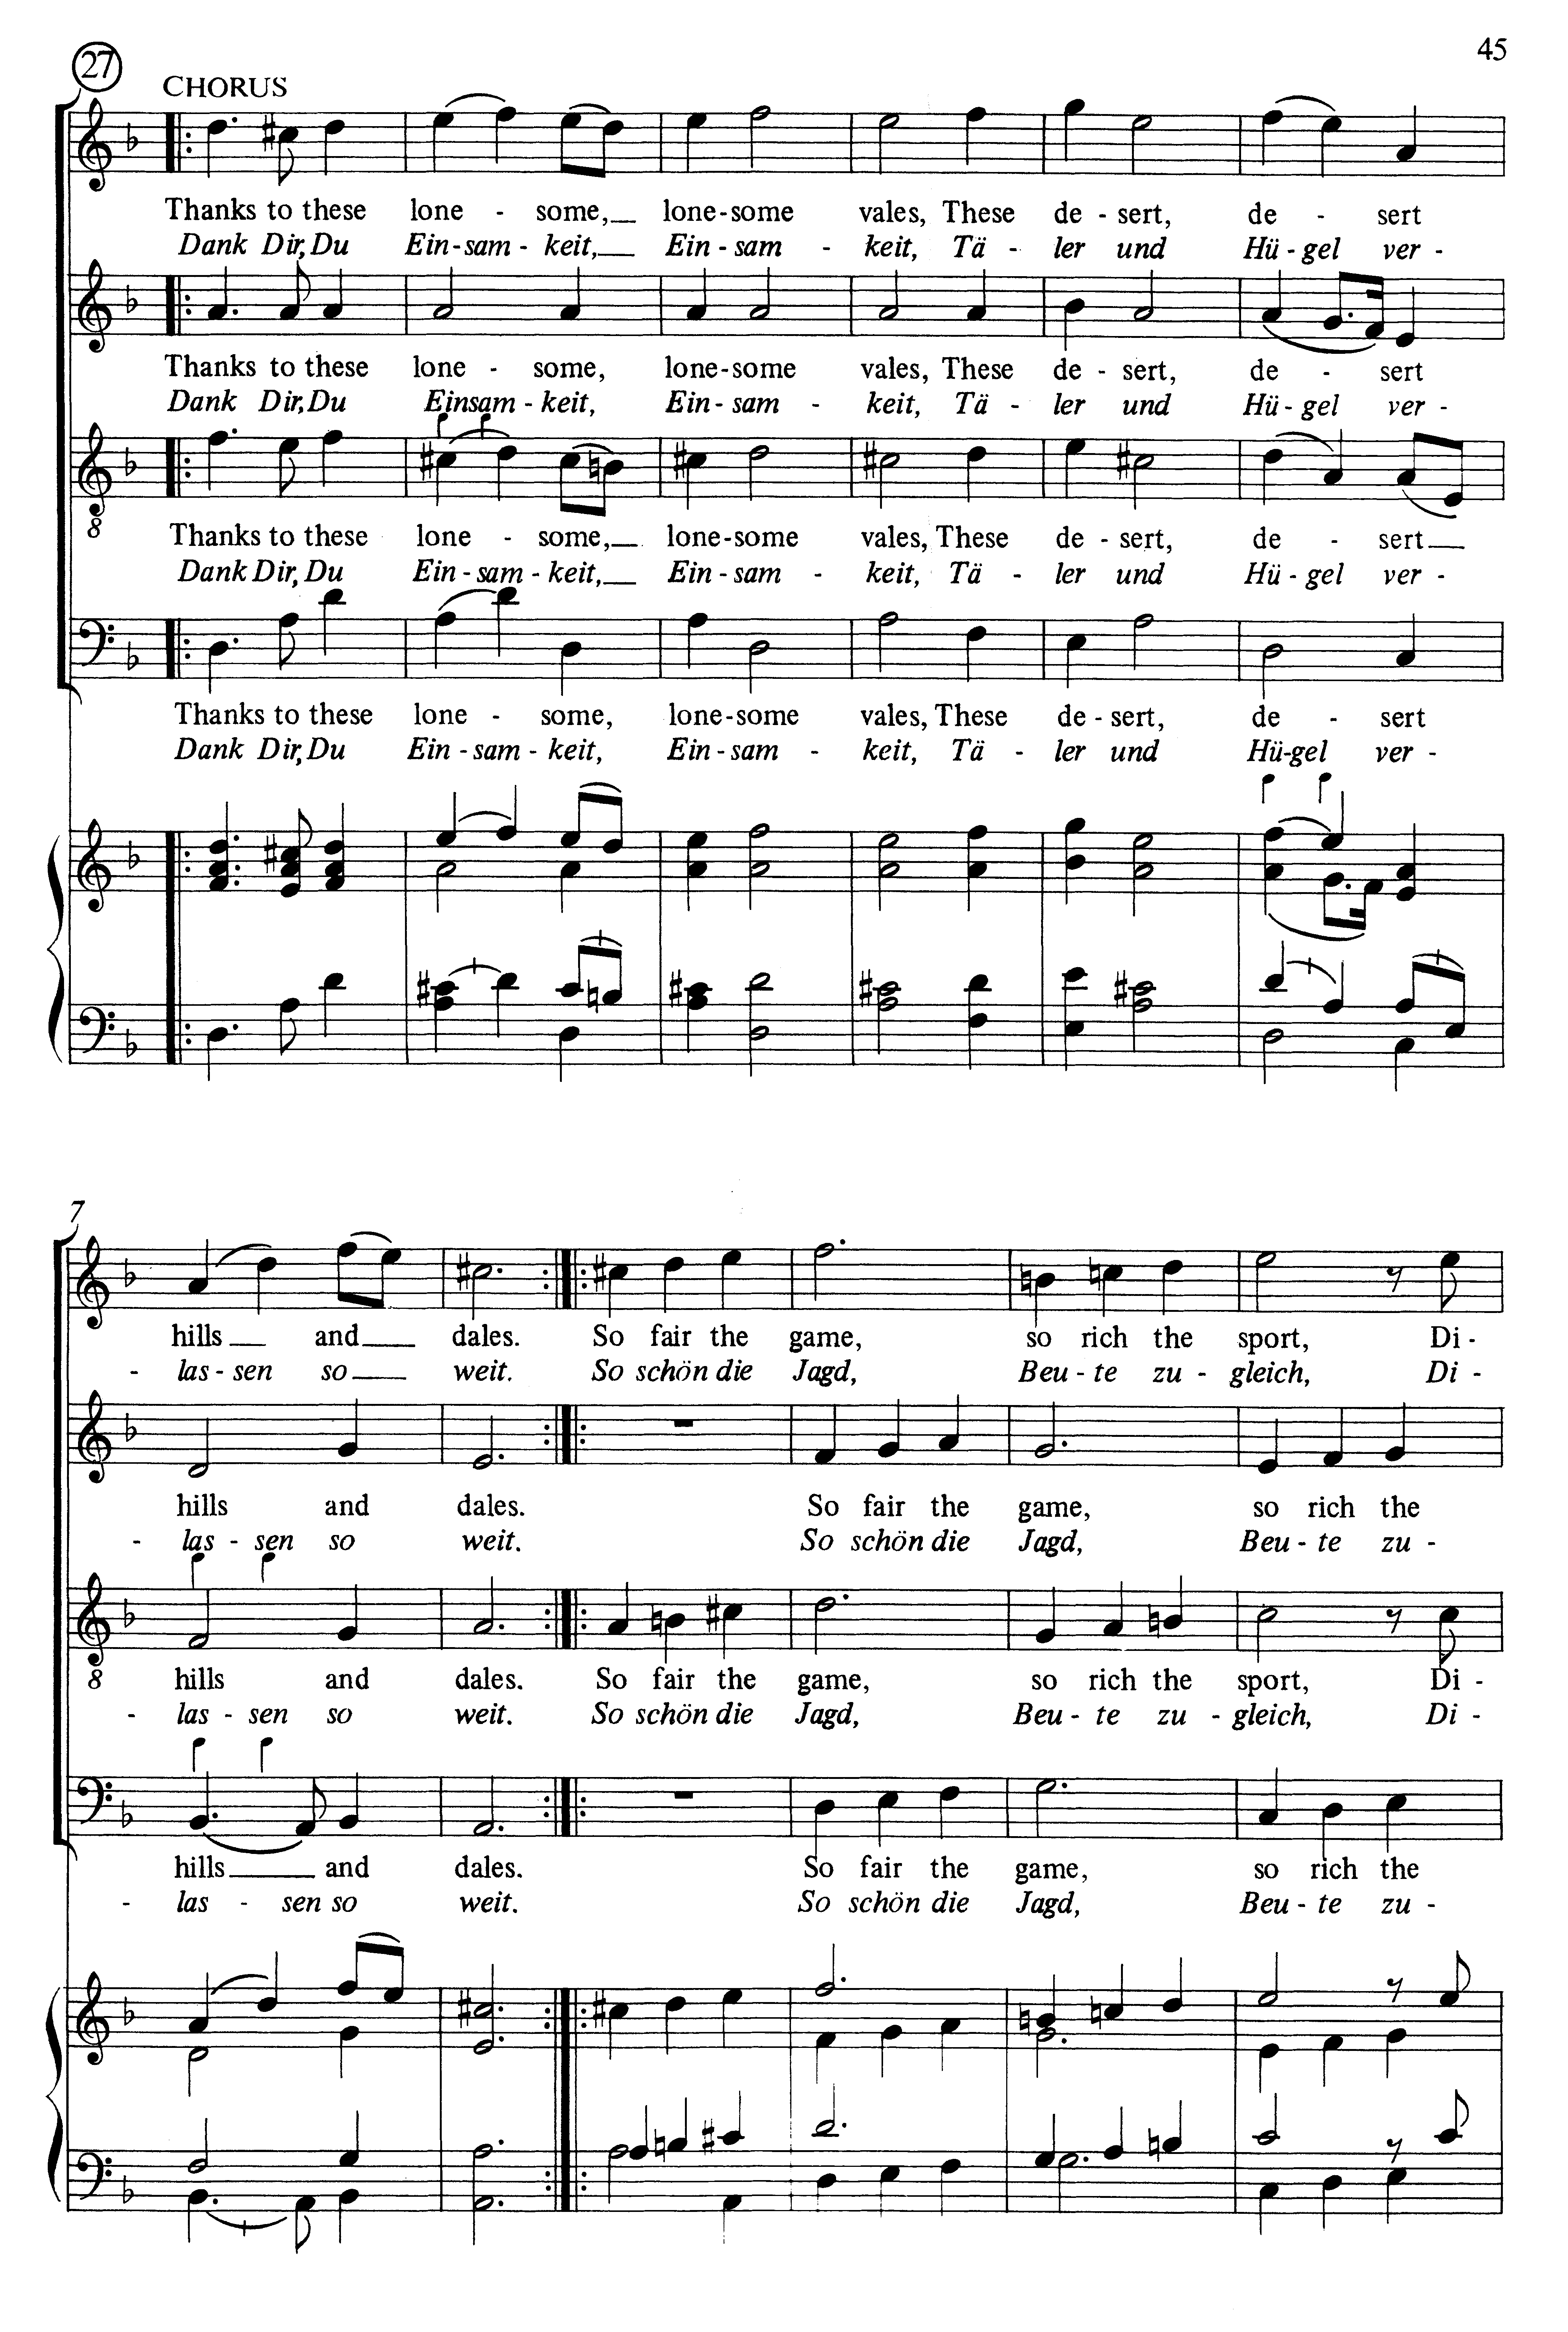 27
45
CHORUS
Thanks to these lone - some, lone-some vales, These de - sert, de - sert
Dank Dir, Du Ein-sam - keit, Ein - sam - keit, Tä - ler und Hü - gel ver -
Thanks to these lone - some, lone-some vales, These de - sert, de - sert
Dank Dir, Du Einsam - keit, Ein - sam - keit, Tä - ler und Hü - gel ver -
8
Thanks to these lone - some, lone-some vales, These de - sert, de - sert
Dank Dir, Du Ein - sam - keit, Ein - sam - keit, Tä - ler und Hü - gel ver -
Thanks to these lone - some, lone-some vales, These de - sert, de - sert
Dank Dir, Du Ein - sam - keit, Ein - sam - keit, Tä - ler und Hü-gel ver -
7
hills and dales. So fair the game, so rich the sport, Di -
- las - sen so weit. So schön die Jagd, Beu - te zu - gleich, Di -
hills and dales. So fair the game, so rich the
- las - sen so weit. So schön die Jagd, Beu - te zu -
8
hills and dales. So fair the game, so rich the sport, Di -
- las - sen so weit. So schön die Jagd, Beu - te zu - gleich, Di -
hills and dales. So fair the game, so rich the
- las - sen so weit. So schön die Jagd, Beu - te zu -